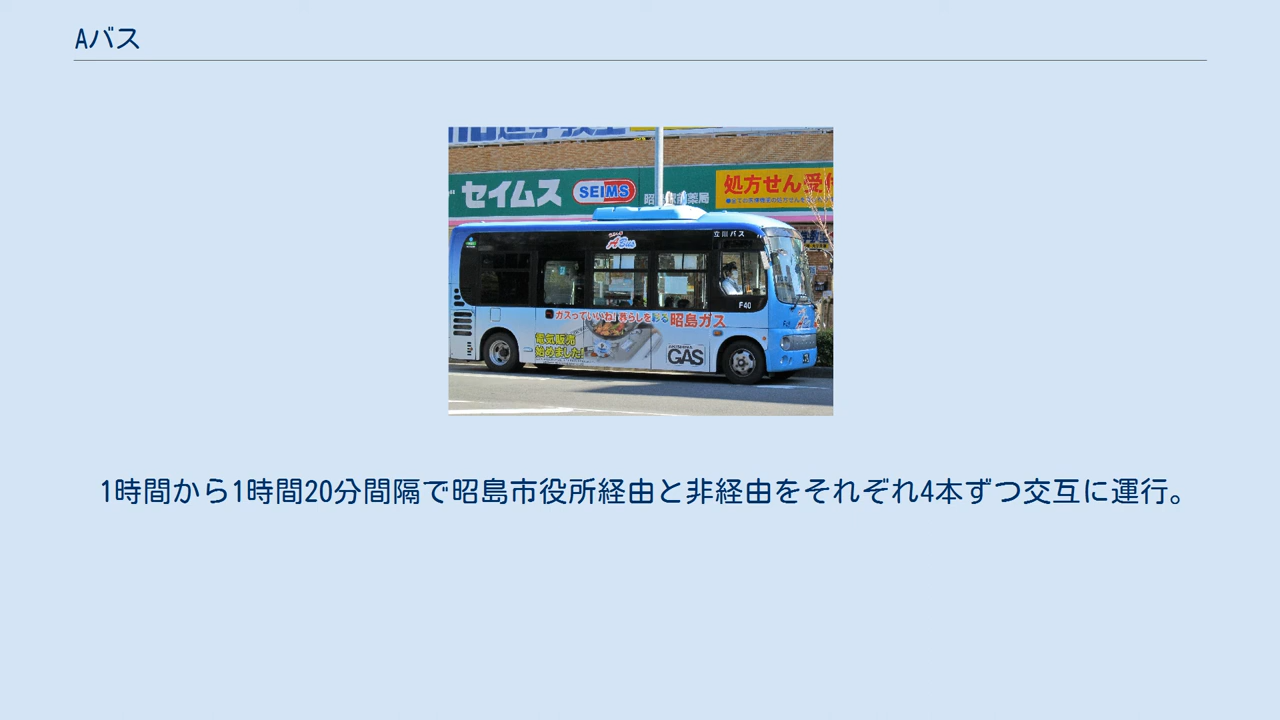 Aバス
セイムス
SEIMS
処方せん受付
立川バス
A Bus
F40
ガスっていいね！暮らしを彩る 昭島ガス
電気販売
始めました！
GAS
1時間から1時間20分間隔で昭島市役所経由と非経由をそれぞれ4本ずつ交互に運行。